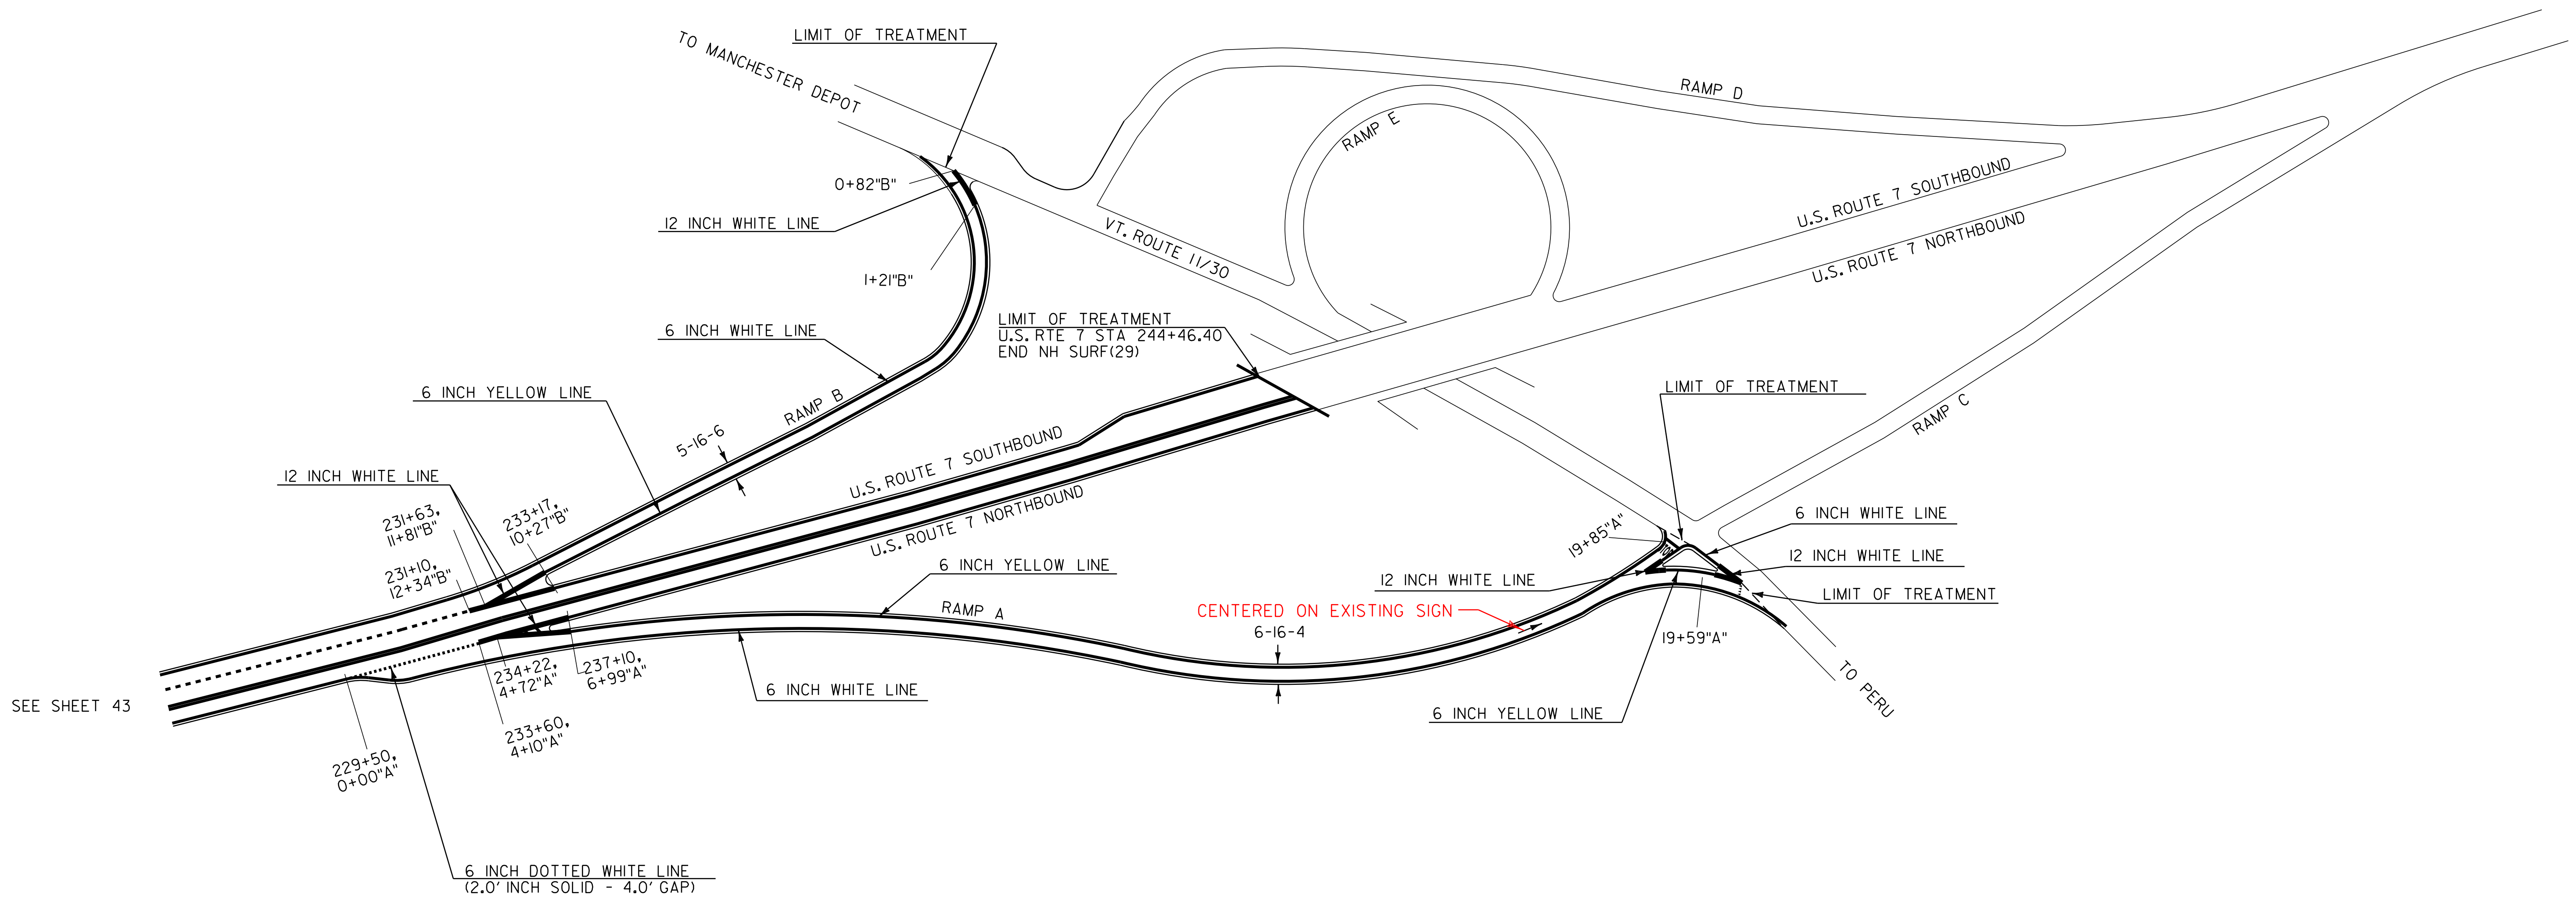 LIMIT OF TREATMENT
TO MANCHESTER DEPOT
RAMP D
RAMP E
0+82"B"
12 INCH WHITE LINE
1+21"B"
VT. ROUTE 11/30
U.S. ROUTE 7 SOUTHBOUND
U.S. ROUTE 7 NORTHBOUND
6 INCH WHITE LINE
LIMIT OF TREATMENT
U.S. RTE 7 STA 244+46.40
END NH SURF(29)
6 INCH YELLOW LINE
RAMP B
5-16-6
LIMIT OF TREATMENT
RAMP C
12 INCH WHITE LINE
231+63,
11+81"B"
233+17,
10+27"B"
231+10,
12+34"B"
U.S. ROUTE 7 SOUTHBOUND
U.S. ROUTE 7 NORTHBOUND
19+85"A"
6 INCH WHITE LINE
12 INCH WHITE LINE
6 INCH YELLOW LINE
12 INCH WHITE LINE
LIMIT OF TREATMENT
RAMP A
CENTERED ON EXISTING SIGN
6-16-4
19+59"A"
TO PERU
234+22,
4+72"A"
237+10,
6+99"A"
6 INCH WHITE LINE
6 INCH YELLOW LINE
SEE SHEET 43
233+60,
4+10"A"
229+50,
0+00"A"
6 INCH DOTTED WHITE LINE
(2.0' INCH SOLID - 4.0' GAP)